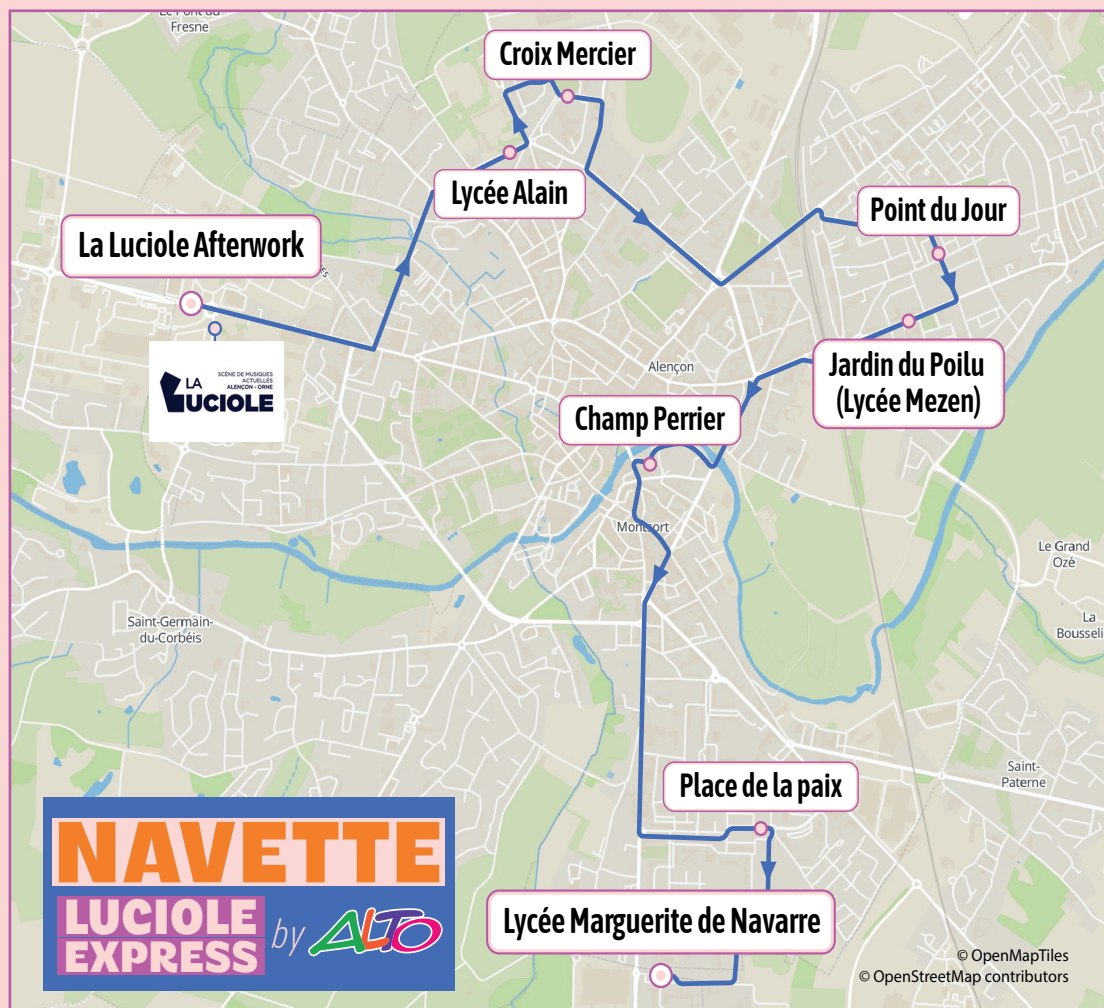 Le Pont du
Fresne
Croix Mercier
Lycée Alain
Point du Jour
La Luciole Afterwork
SCÈNE DE MUSIQUES
ACTUELLES
ALENÇON - ORNE
LA
LUCIOLE
Alençon
Jardin du Poilu
(Lycée Mezen)
Champ Perrier
Montsort
Le Grand
Ozé
La
Bousseli
Saint-Germain-
du-Corbéis
Saint-
Paterne
Place de la paix
NAVETTE
LUCIOLE
EXPRESS
by ALTO
Lycée Marguerite de Navarre
© OpenMapTiles
© OpenStreetMap contributors